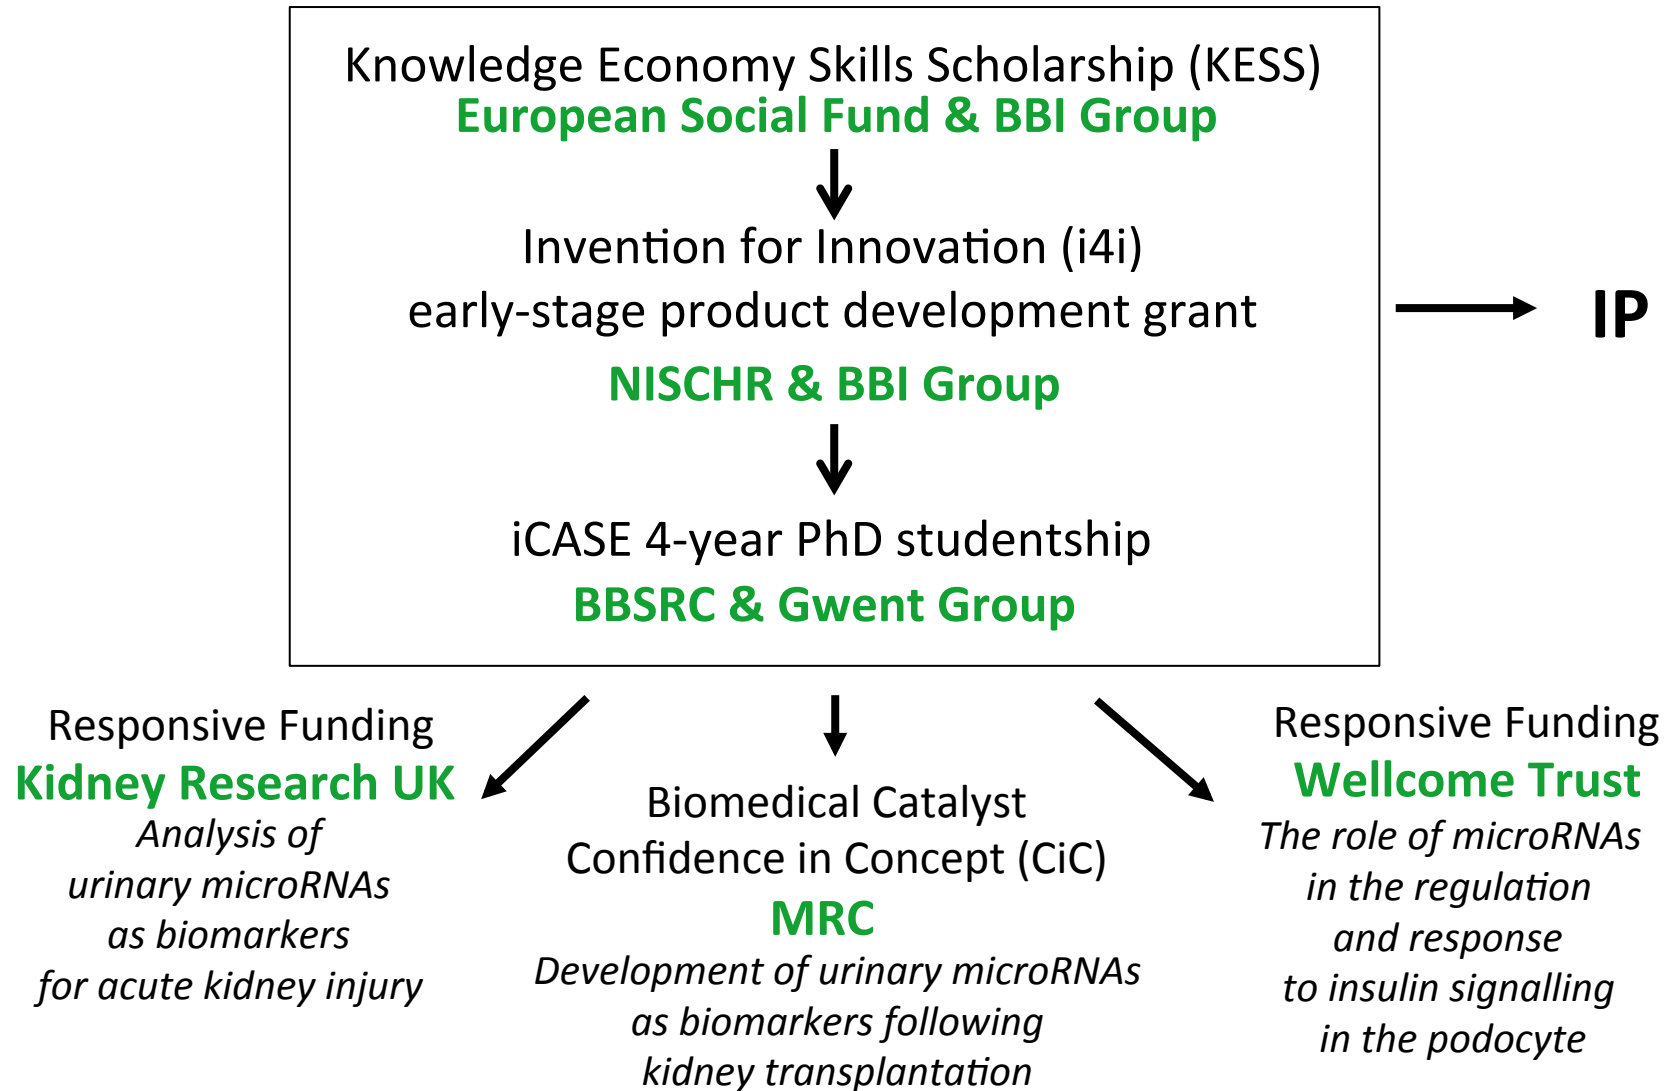 Knowledge Economy Skills Scholarship (KESS)
European Social Fund & BBI Group
Invention for Innovation (i4i)
early-stage product development grant
NISCHR & BBI Group
iCASE 4-year PhD studentship
BBSRC & Gwent Group
IP
Responsive Funding
Kidney Research UK
Analysis of
urinary microRNAs
as biomarkers
for acute kidney injury
Biomedical Catalyst
Confidence in Concept (CiC)
MRC
Development of urinary microRNAs
as biomarkers following
kidney transplantation
Responsive Funding
Wellcome Trust
The role of microRNAs
in the regulation
and response
to insulin signalling
in the podocyte